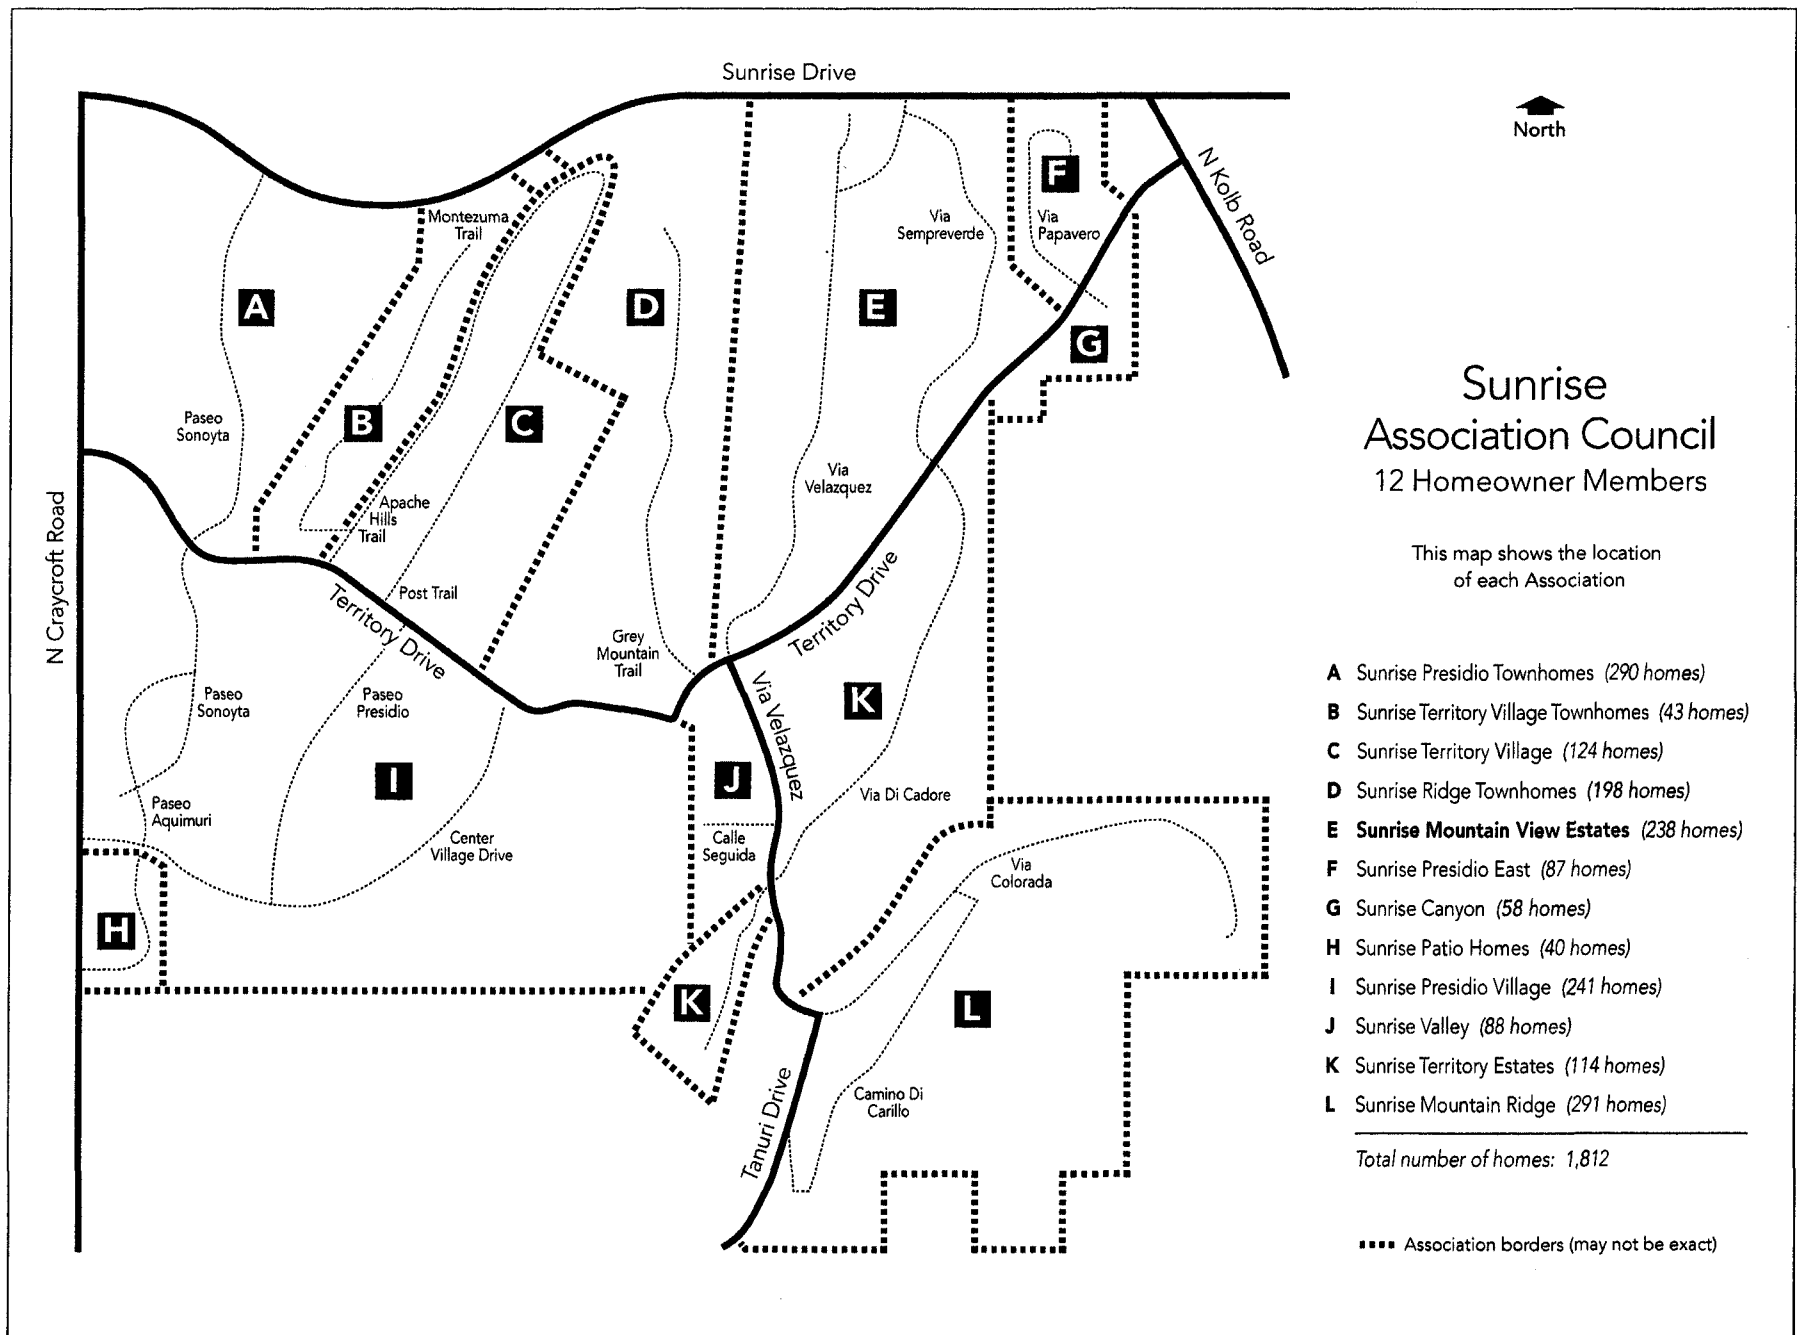 Sunrise Drive
North
N Kolb Road
F
Via
Papavero
Montezuma
Trail
Via
Sempreverde
A
D
E
G
Sunrise
Association Council
12 Homeowner Members
Paseo
Sonoyta
B
C
Via
Velazquez
Apache
Hills
Trail
N Craycroft Road
This map shows the location
of each Association
Post Trail
Territory Drive
Territory Drive
Grey
Mountain
Trail
Paseo
Sonoyta
Paseo
Presidio
Via Velazquez
K
I
J
Via Di Cadore
Paseo
Aquimuri
Center
Village Drive
Calle
Seguida
Via
Colorada
H
K
L
Camino Di
Carillo
Tanuri Drive
A Sunrise Presidio Townhomes (290 homes)
B Sunrise Territory Village Townhomes (43 homes)
C Sunrise Territory Village (124 homes)
D Sunrise Ridge Townhomes (198 homes)
E Sunrise Mountain View Estates (238 homes)
F Sunrise Presidio East (87 homes)
G Sunrise Canyon (58 homes)
H Sunrise Patio Homes (40 homes)
I Sunrise Presidio Village (241 homes)
J Sunrise Valley (88 homes)
K Sunrise Territory Estates (114 homes)
L Sunrise Mountain Ridge (291 homes)
Total number of homes: 1,812
Association borders (may not be exact)